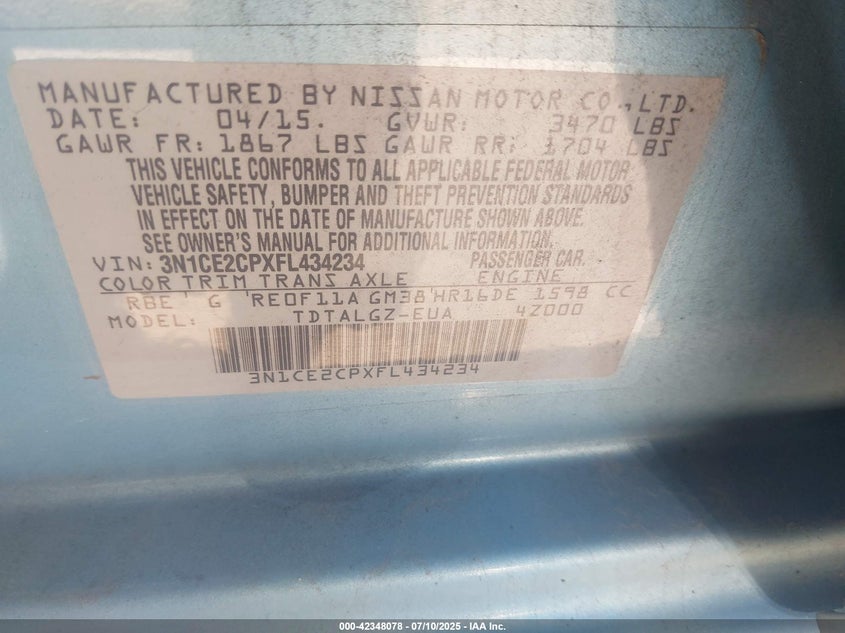 MANUFACTURED BY NISSAN MOTOR CO., LTD.
DATE: 04/15. GVWR: 3470 LBS
GAWR FR: 1867 LBS GAWR RR: 1704 LBS
THIS VEHICLE CONFORMS TO ALL APPLICABLE FEDERAL MOTOR
VEHICLE SAFETY, BUMPER AND THEFT PREVENTION STANDARDS
IN EFFECT ON THE DATE OF MANUFACTURE SHOWN ABOVE.
SEE OWNER'S MANUAL FOR ADDITIONAL INFORMATION.
VIN: 3N1CE2CPXFL434234 PASSENGER CAR.
COLOR TRIM TRANS AXLE ENGINE
RBE' G 'RE0F11A GM38'HR16DE 1598 CC
MODEL: TDTALGZ-EUA 4Z000
3N1CE2CPXFL434234
000-42348078 - 07/10/2025 - IAA Inc.